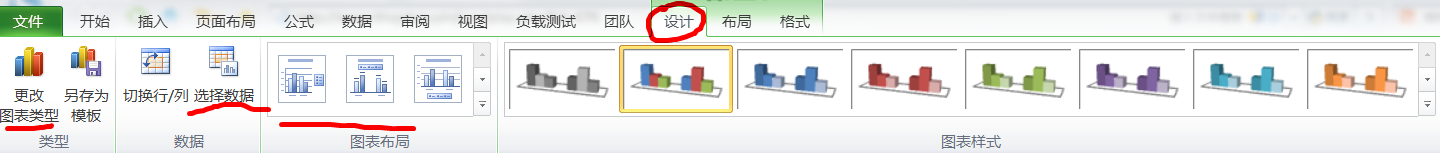 文件 开始 插入 页面布局 公式 数据 审阅 视图 负载测试 团队 设计 布局 格式
更改
图表类型
另存为
模板
切换行/列
选择数据
类型 数据 图表布局 图表样式